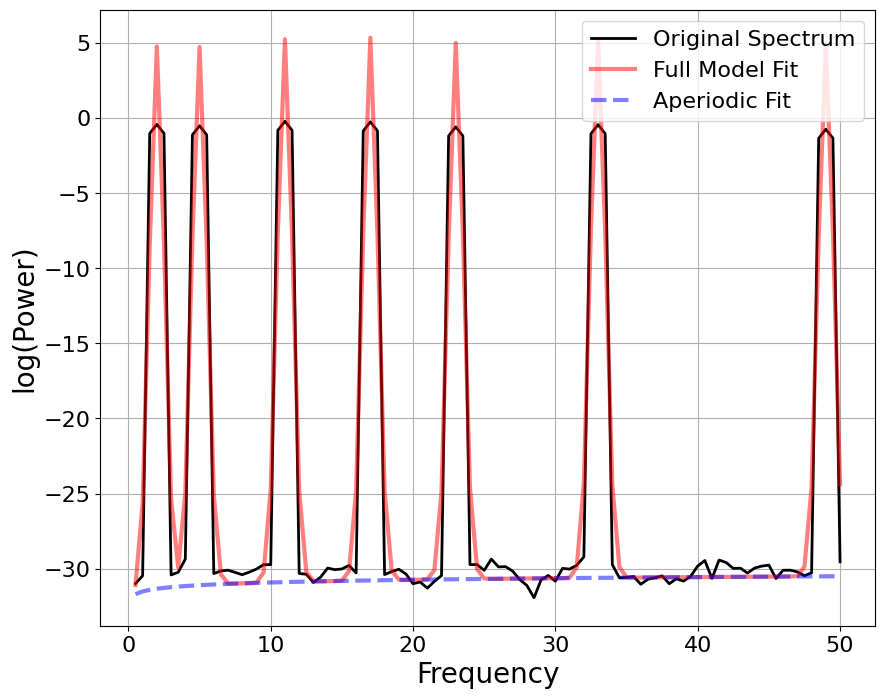 Original Spectrum
Full Model Fit
Aperiodic Fit
log(Power)
5
0
−5
−10
−15
−20
−25
−30
0 10 20 30 40 50
Frequency